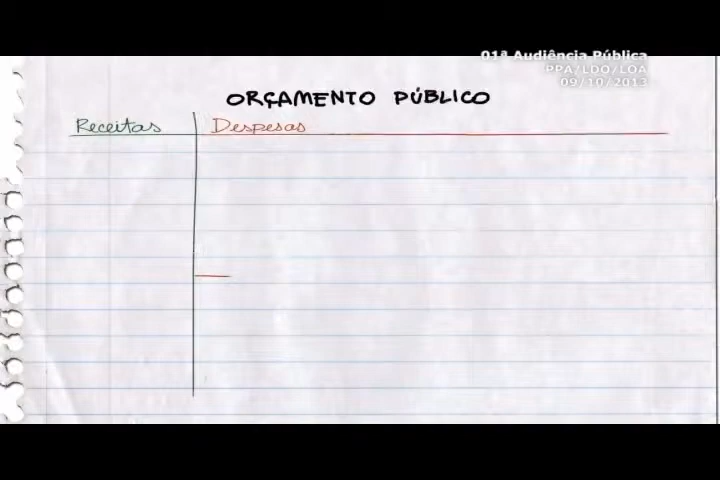 01ª Audiência Pública
PPA/LDO/LOA
09/10/2013
ORÇAMENTO PÚBLICO
Receitas Despesas